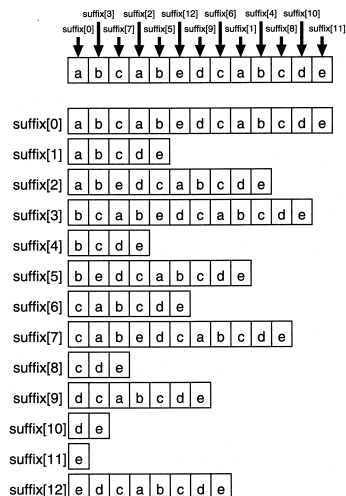 suffix[3] suffix[2] suffix[12] suffix[6] suffix[4] suffix[10]
suffix[0] suffix[7] suffix[5] suffix[9] suffix[1] suffix[8] suffix[11]
a b c a b e d c a b c d e
suffix[0] a b c a b e d c a b c d e
suffix[1] a b c d e
suffix[2] a b e d c a b c d e
suffix[3] b c a b e d c a b c d e
suffix[4] b c d e
suffix[5] b e d c a b c d e
suffix[6] c a b c d e
suffix[7] c a b e d c a b c d e
suffix[8] c d e
suffix[9] d c a b c d e
suffix[10] d e
suffix[11] e
suffix[12] e d c a b c d e